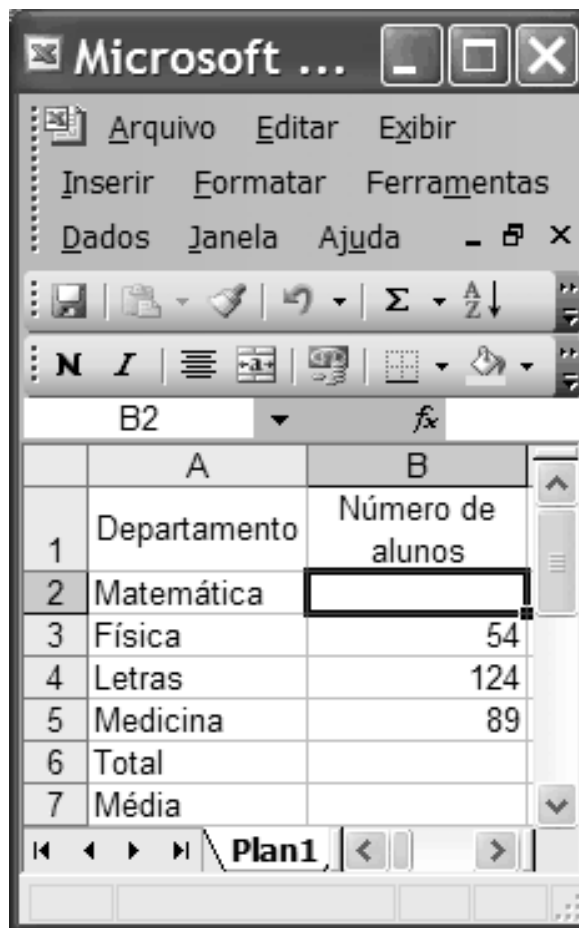 Microsoft ...
Arquivo Editar Exibir
Inserir Formatar Ferramentas
Dados Janela Ajuda
Σ AZ
N I a
B2 fx
A B
1 Departamento Número de
alunos
2 Matemática
3 Física 54
4 Letras 124
5 Medicina 89
6 Total
7 Média
Plan1